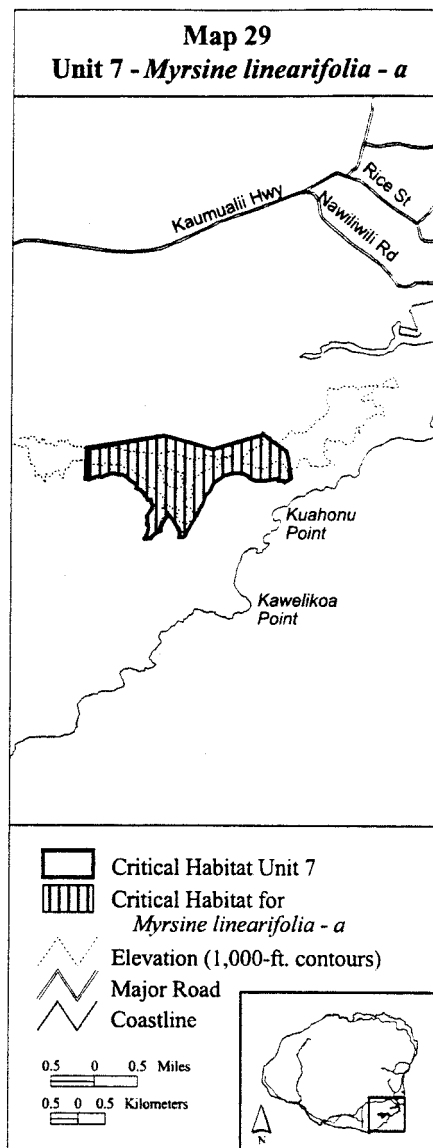 Map 29
Unit 7 - Myrsine linearifolia - a
Rice St
Kaumualii Hwy
Nawiliwili Rd
Kuahonu
Point
Kawelikoa
Point
Critical Habitat Unit 7
Critical Habitat for
Myrsine linearifolia - a
Elevation (1,000-ft. contours)
Major Road
Coastline
0.5 0 0.5 Miles
0.5 0 0.5 Kilometers
N